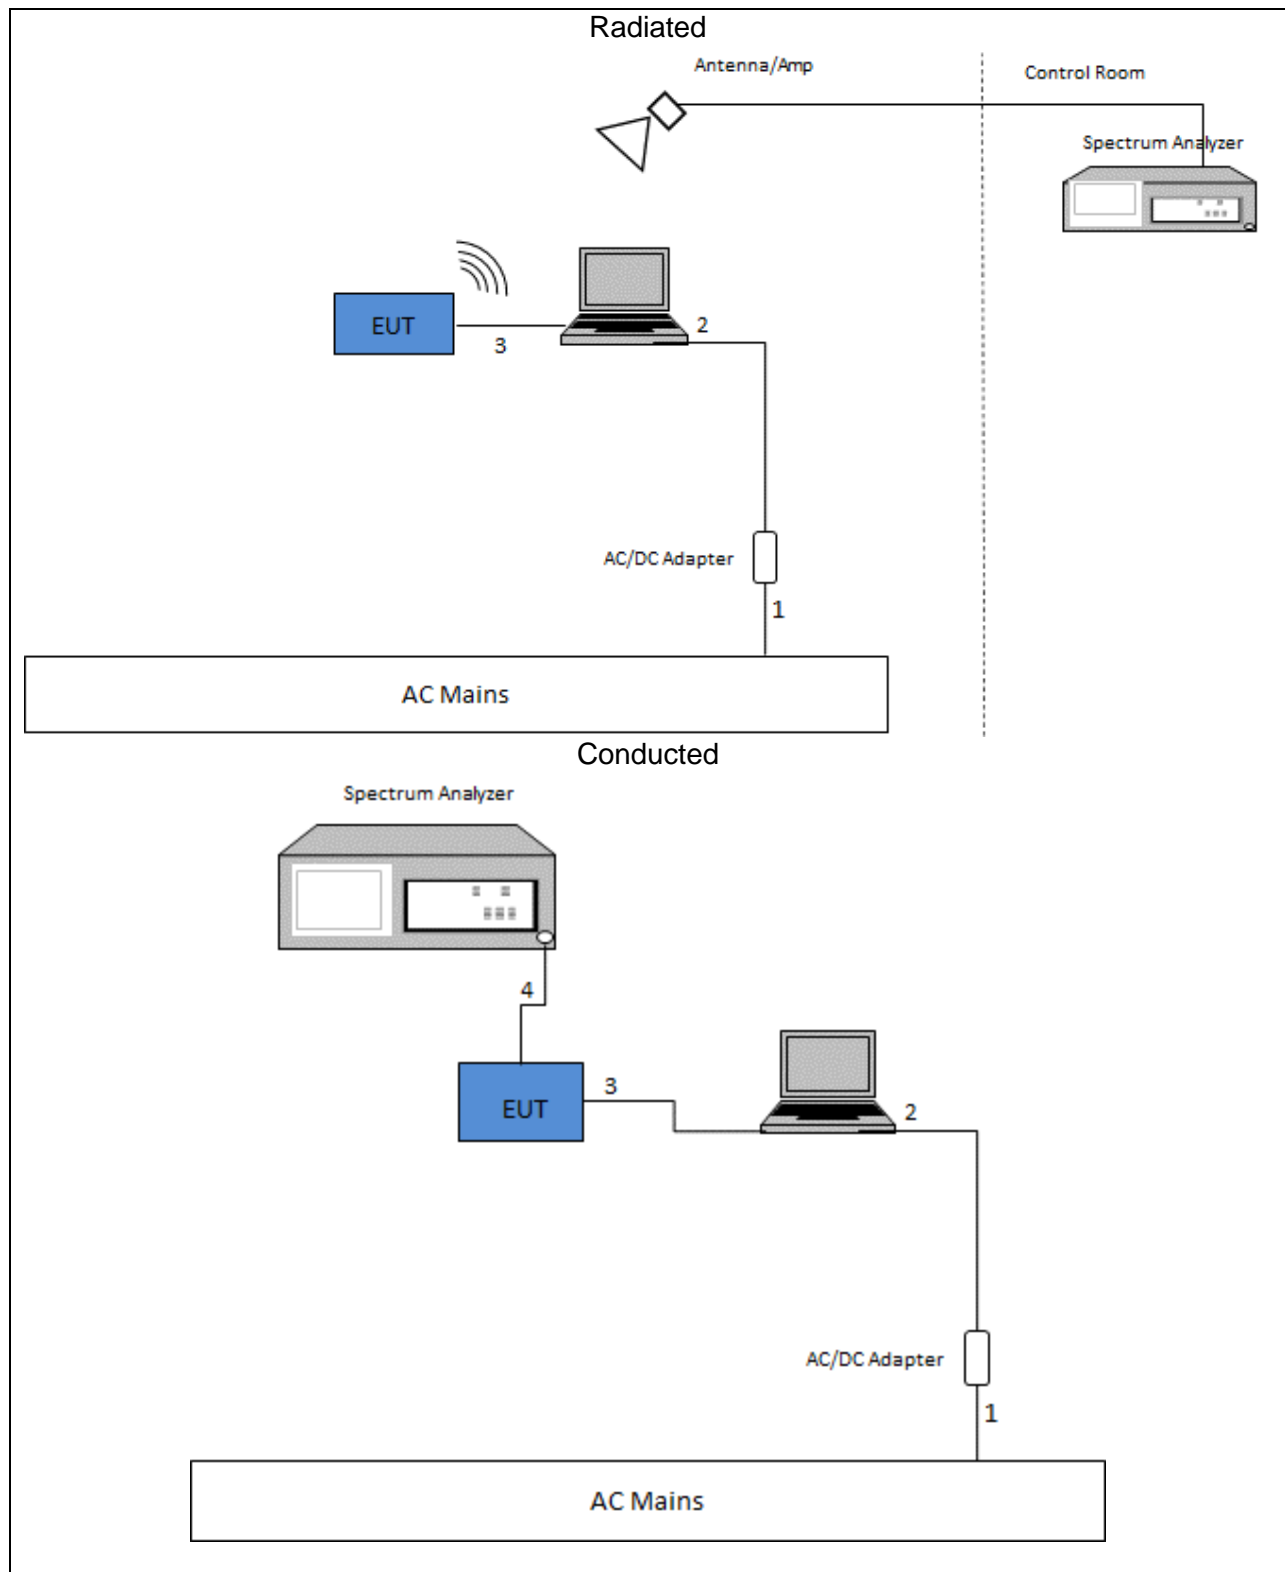 Radiated
Antenna/Amp
Control Room
Spectrum Analyzer
EUT
2
3
AC/DC Adapter
1
AC Mains
Conducted
Spectrum Analyzer
4
3
EUT
2
AC/DC Adapter
1
AC Mains